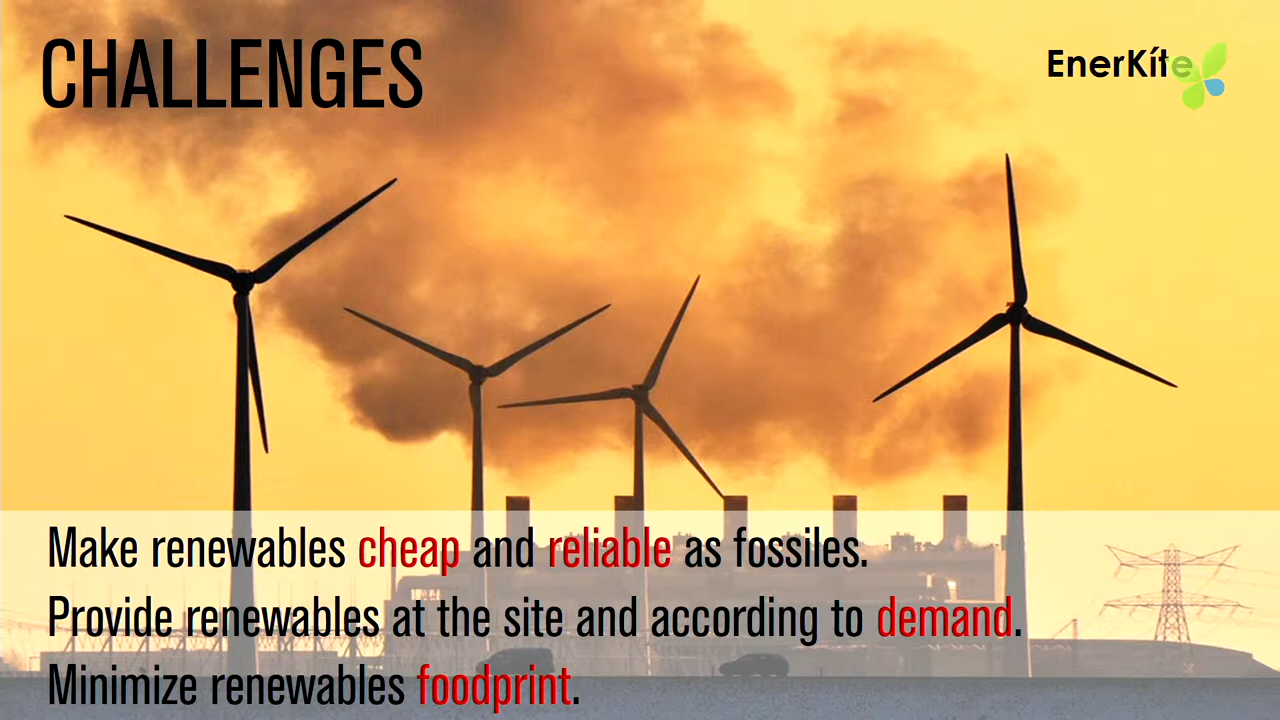 CHALLENGES
EnerKíte
Make renewables cheap and reliable as fossiles.
Provide renewables at the site and according to demand.
Minimize renewables foodprint.